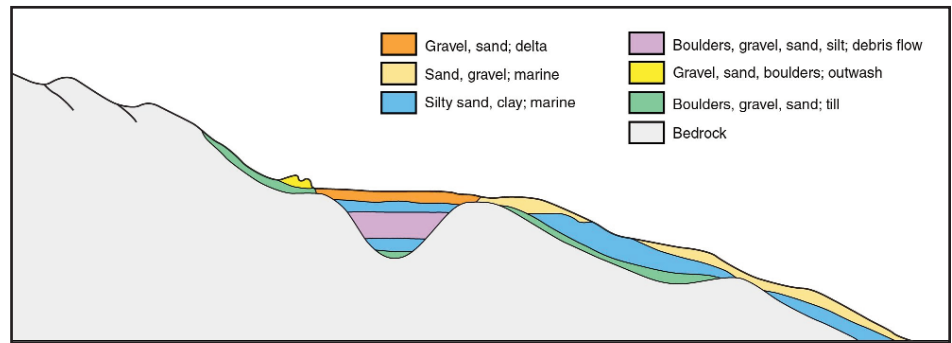 Gravel, sand; delta
Sand, gravel; marine
Silty sand, clay; marine
Boulders, gravel, sand, silt; debris flow
Gravel, sand, boulders; outwash
Boulders, gravel, sand; till
Bedrock